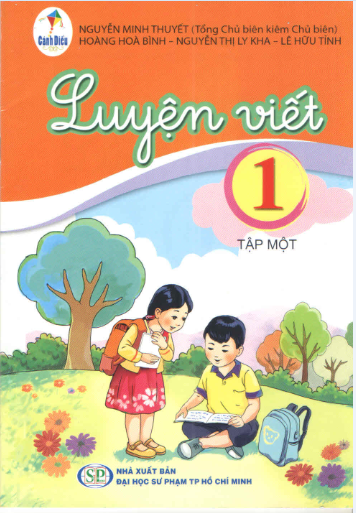 NGUYỄN MINH THUYẾT (Tổng Chủ biên kiêm Chủ biên)
HOÀNG HOÀ BÌNH – NGUYỄN THỊ LY KHA – LÊ HỮU TỈNH
Cánh Diều
Luyện viết
1
TẬP MỘT
SP
NHÀ XUẤT BẢN
ĐẠI HỌC SƯ PHẠM TP HỒ CHÍ MINH